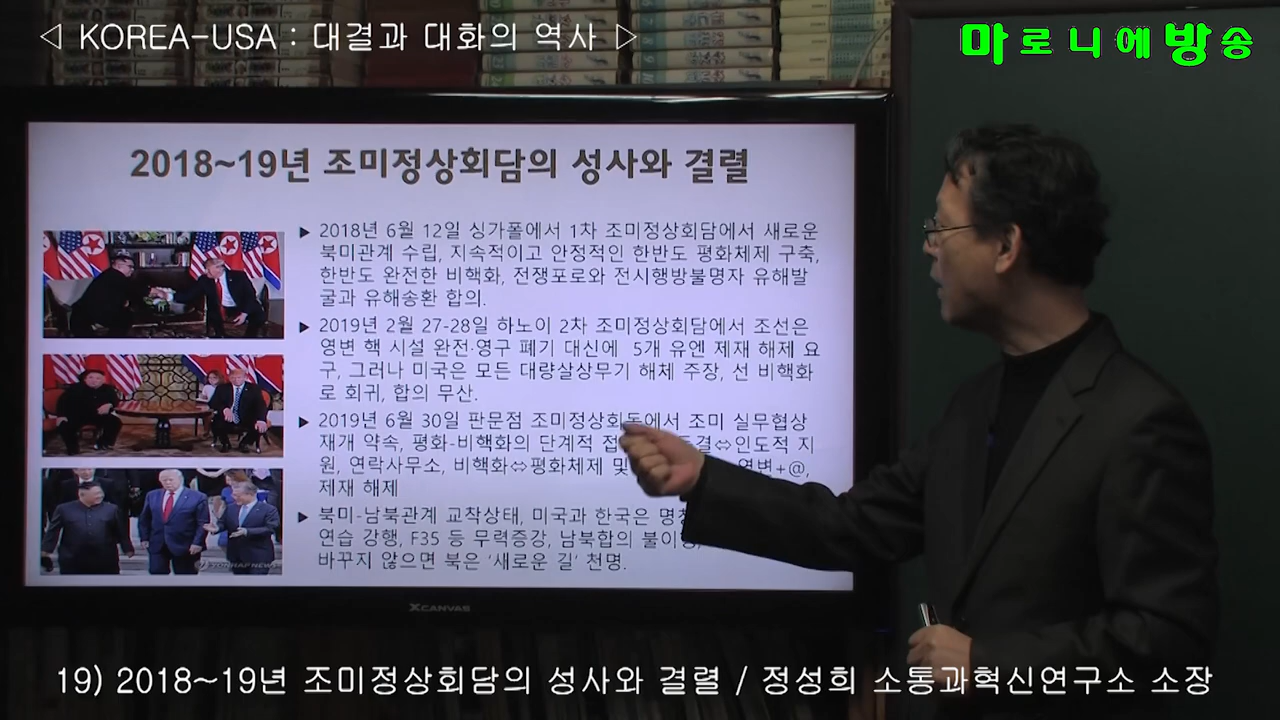 ◁ KOREA-USA : 대결과 대화의 역사 ▷
마로니에방송
2018~19년 조미정상회담의 성사와 결렬
▶ 2018년 6월 12일 싱가폴에서 1차 조미정상회담에서 새로운
북미관계 수립, 지속적이고 안정적인 한반도 평화체제 구축,
한반도 완전한 비핵화, 전쟁포로와 전시행방불명자 유해발
굴과 유해송환 합의.
▶ 2019년 2월 27-28일 하노이 2차 조미정상회담에서 조선은
영변 핵 시설 완전·영구 폐기 대신에 5개 유엔 제재 해제 요
구, 그러나 미국은 모든 대량살상무기 해체 주장, 선 비핵화
로 회귀, 합의 무산.
▶ 2019년 6월 30일 판문점 조미정상회동에서 조미 실무협상
재개 약속, 평화-비핵화의 단계적 결⇔인도적 지
원, 연락사무소, 비핵화⇔평화체제 및 영변+@,
제재 해제
▶ 북미-남북관계 교착상태, 미국과 한국은
연습 강행, F35 등 무력증강, 남북합의
바꾸지 않으면 북은 '새로운 길' 천명.
YONHAP NEWS
XCANVAS
19) 2018~19년 조미정상회담의 성사와 결렬 / 정성희 소통과혁신연구소 소장